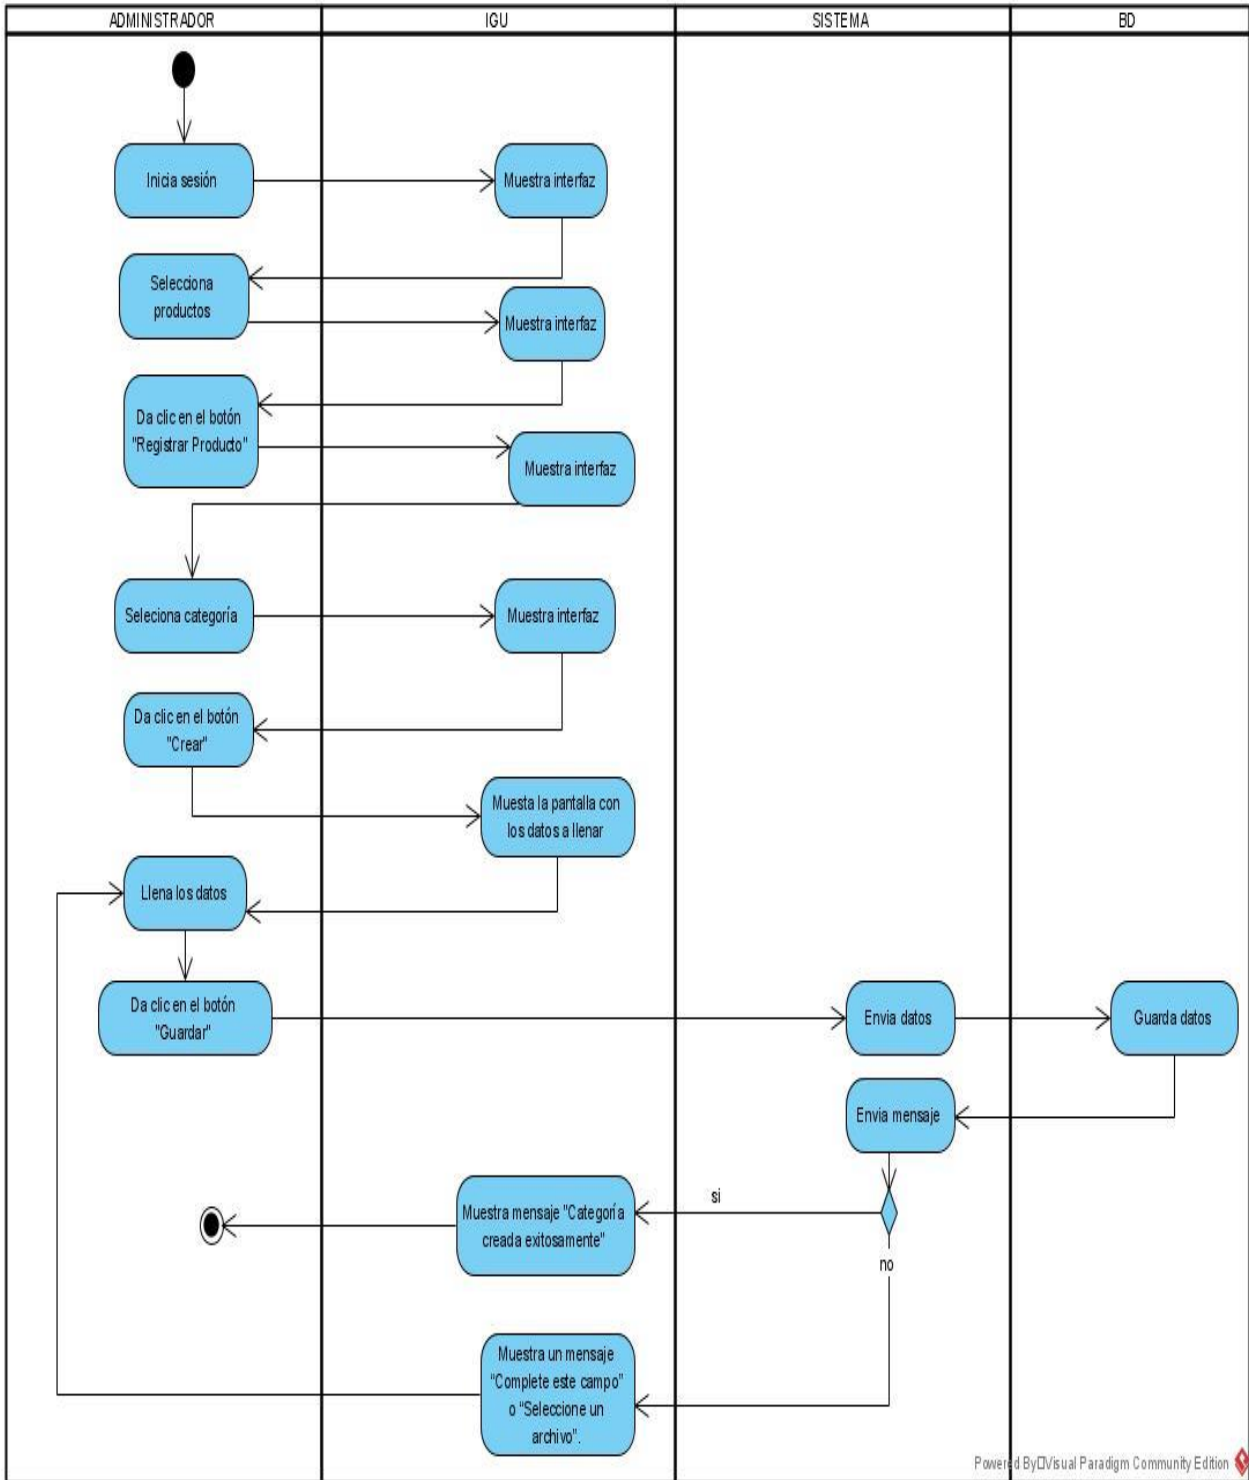 ADMINISTRADOR
IGU
SISTEMA
BD
Inicia sesión
Muestra interfaz
Selecciona
productos
Muestra interfaz
Da clic en el botón
"Registrar Producto"
Muestra interfaz
Seleciona categoría
Muestra interfaz
Da clic en el botón
"Crear"
Muesta la pantalla con
los datos a llenar
Llena los datos
Da clic en el botón
"Guardar"
Envia datos
Guarda datos
Envia mensaje
si
Muestra mensaje "Categoría
creada exitosamente"
no
Muestra un mensaje
"Complete este campo"
o "Seleccione un
archivo".
Powered By Visual Paradigm Community Edition